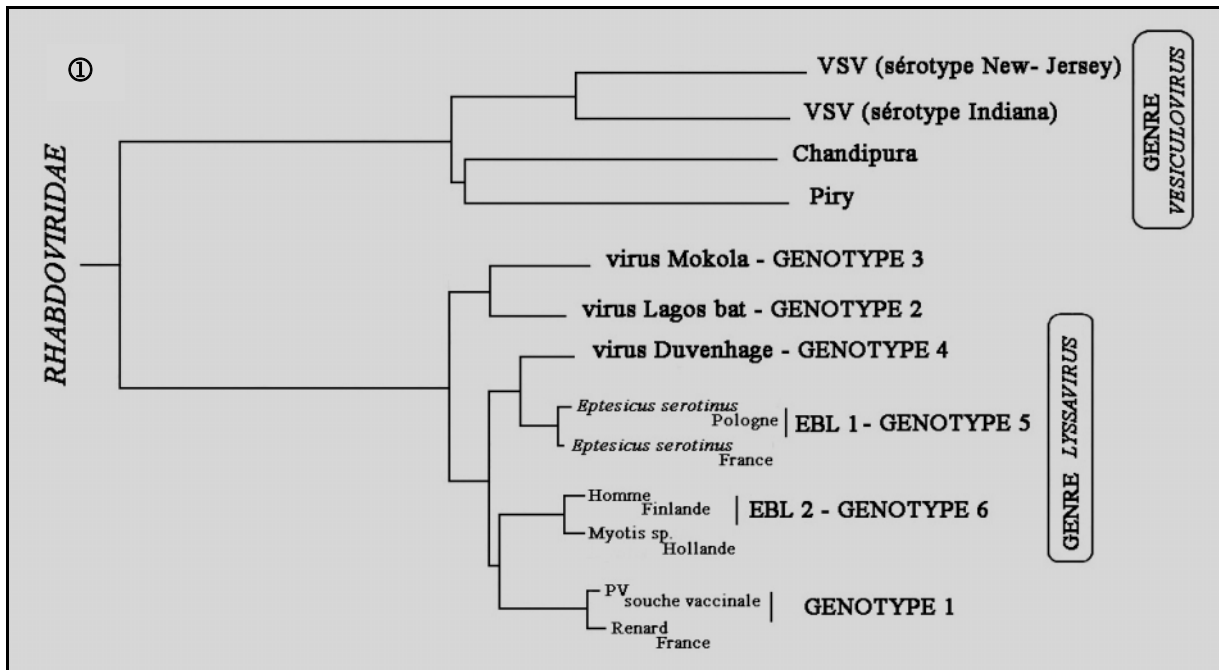 ①
RHABDOVIRIDAE
VSV (sérotype New- Jersey)
VSV (sérotype Indiana)
Chandipura
Piry
GENRE
VESICULOVIRUS
virus Mokola - GENOTYPE 3
virus Lagos bat - GENOTYPE 2
virus Duvenhage - GENOTYPE 4
Eptesicus serotinus
Pologne
EBL 1 - GENOTYPE 5
Eptesicus serotinus
France
Homme
Finlande
EBL 2 - GENOTYPE 6
Myotis sp.
Hollande
PV
souche vaccinale
GENOTYPE 1
Renard
France
GENRE LYSSAVIRUS